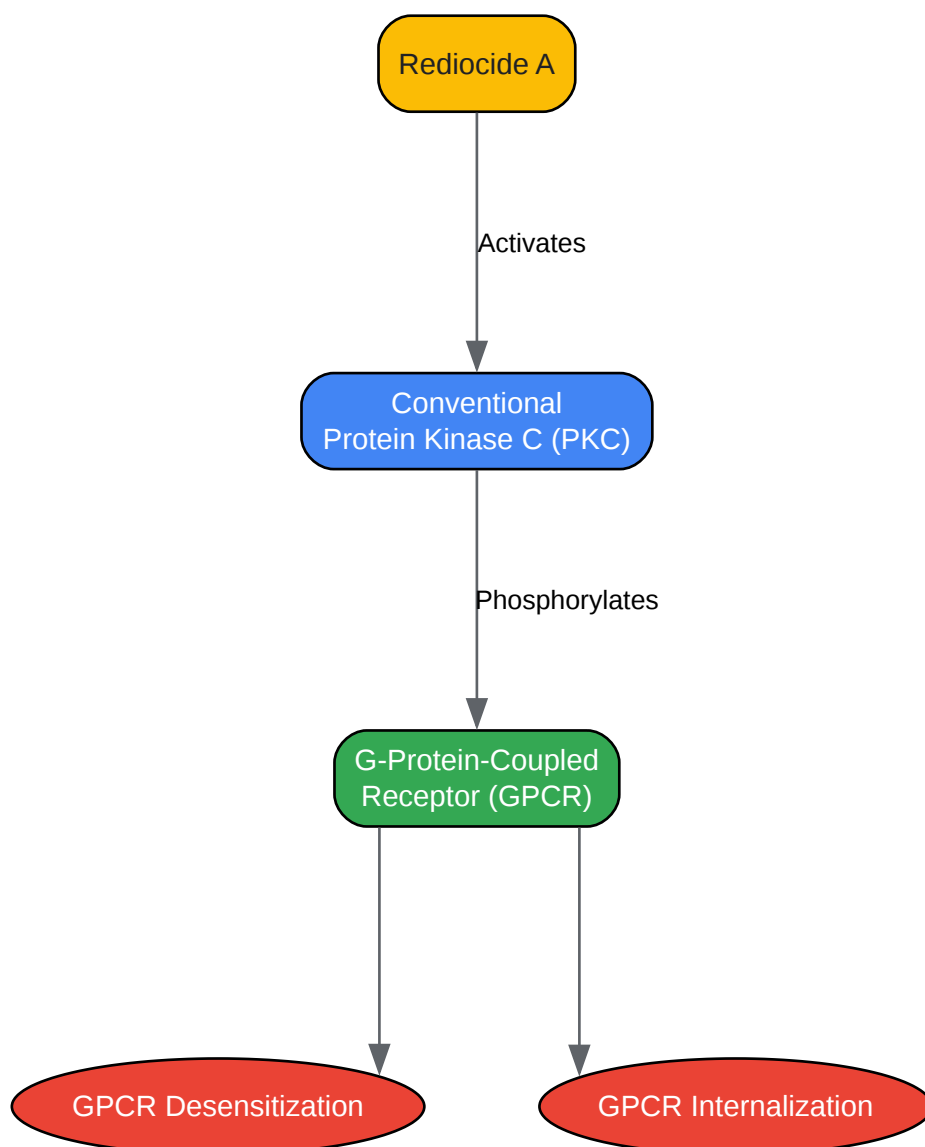 Rediocide A
Activates
Conventional
Protein Kinase C (PKC)
Phosphorylates
G-Protein-Coupled
Receptor (GPCR)
GPCR Desensitization
GPCR Internalization